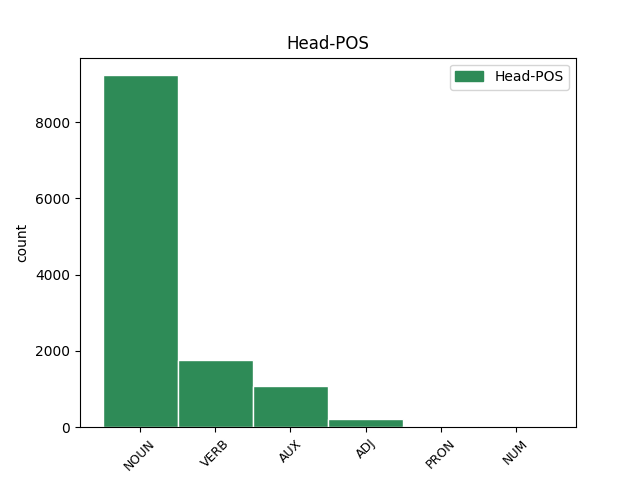 Head-POS
Head-POS
8000
6000
4000
2000
0
count
NOUN
VERB
AUX
ADJ
PRON
NUM